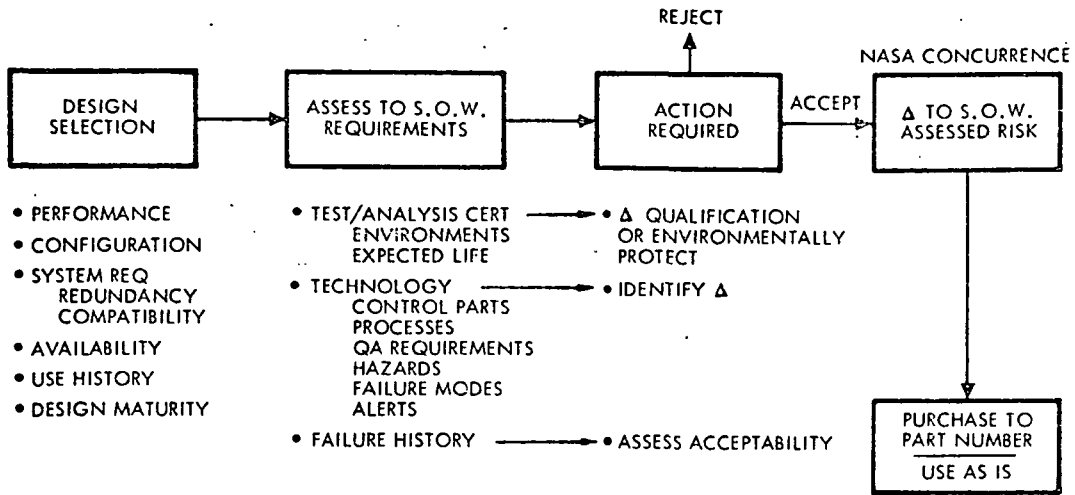 REJECT
NASA CONCURRENCE
DESIGN
SELECTION
ASSESS TO S.O.W.
REQUIREMENTS
ACTION
REQUIRED
ACCEPT
Δ TO S.O.W.
ASSESSED RISK
• PERFORMANCE
• CONFIGURATION
• SYSTEM REQ
REDUNDANCY
COMPATIBILITY
• AVAILABILITY
• USE HISTORY
• DESIGN MATURITY
• TEST/ANALYSIS CERT
ENVIRONMENTS
EXPECTED LIFE
• TECHNOLOGY
CONTROL PARTS
PROCESSES
QA REQUIREMENTS
HAZARDS
FAILURE MODES
ALERTS
• FAILURE HISTORY
• Δ QUALIFICATION
OR ENVIRONMENTALLY
PROTECT
• IDENTIFY Δ
• ASSESS ACCEPTABILITY
PURCHASE TO
PART NUMBER
USE AS IS